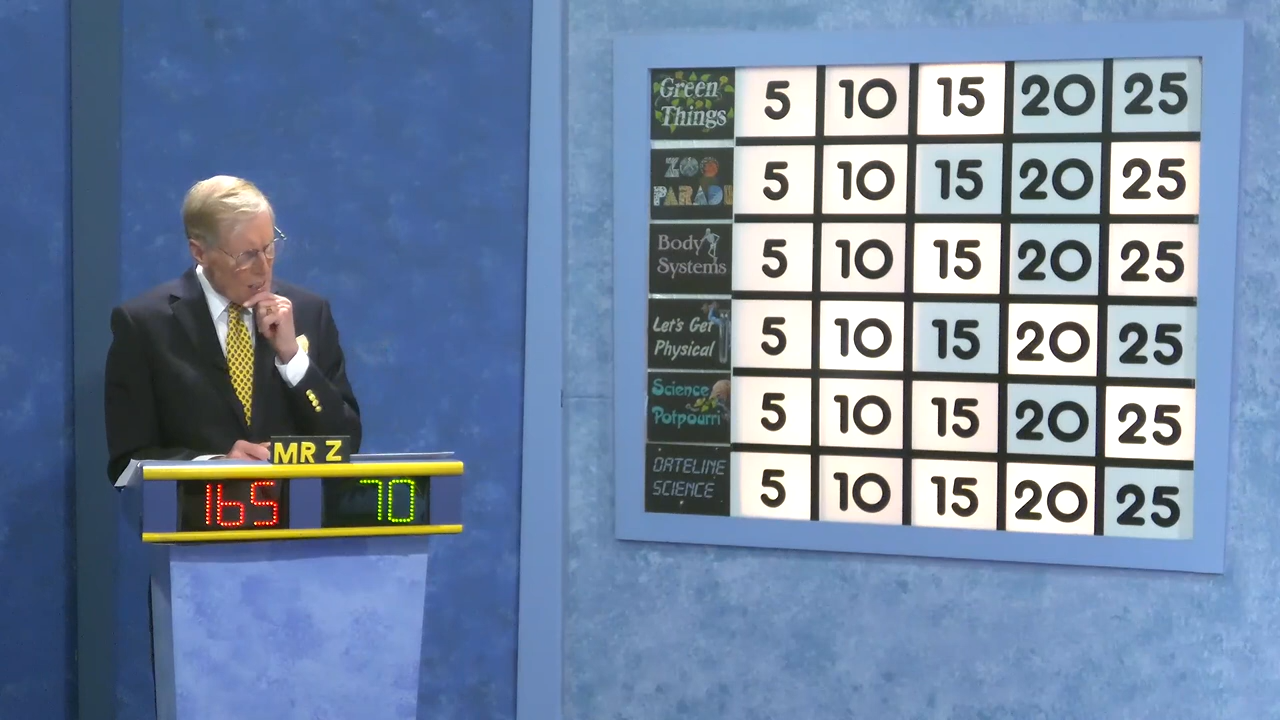 Green
Things
5 10 15 20 25
ZOO
PARADE
5 10 15 20 25
Body
Systems
5 10 15 20 25
Let's Get
Physical
5 10 15 20 25
Science
Potpourri
5 10 15 20 25
DATELINE
SCIENCE
5 10 15 20 25
MR Z
165 70